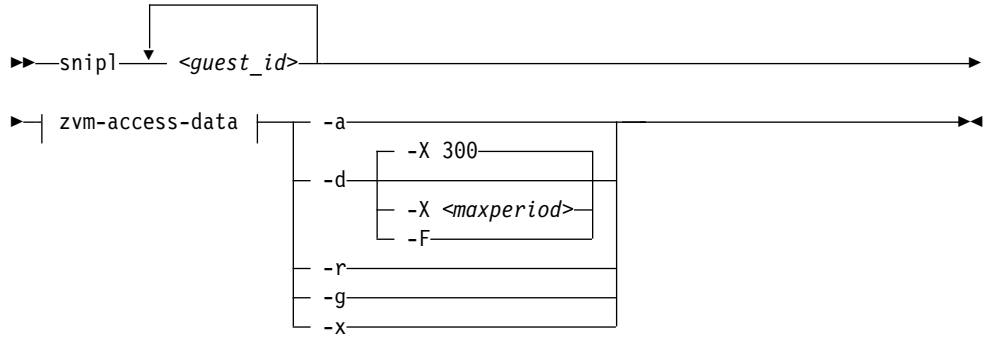 snipl <guest_id>
zvm-access-data -a
-X 300
-d
-X <maxperiod>
-F
-r
-g
-x